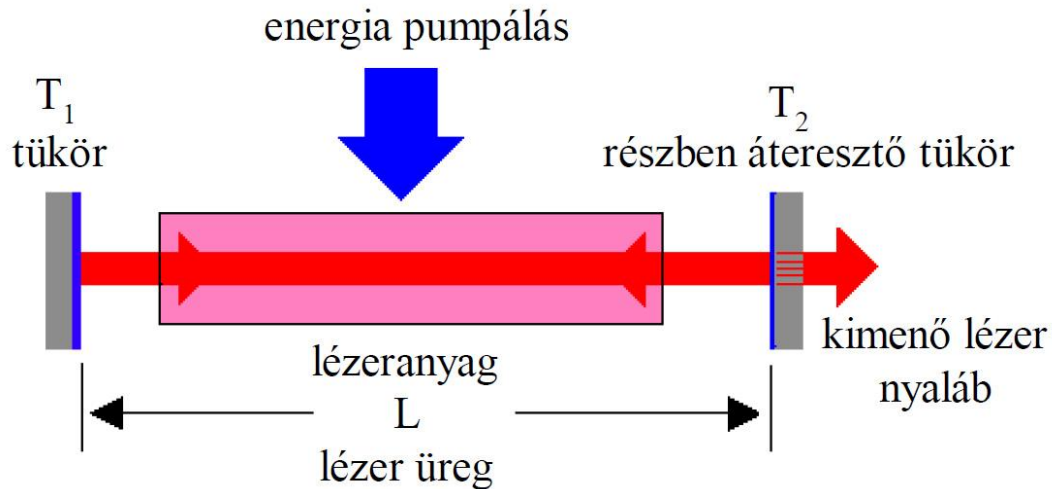 energia pumpálás
T1
tükör
T2
részben áteresztő tükör
kimenő lézer
nyaláb
lézeranyag
L
lézer üreg